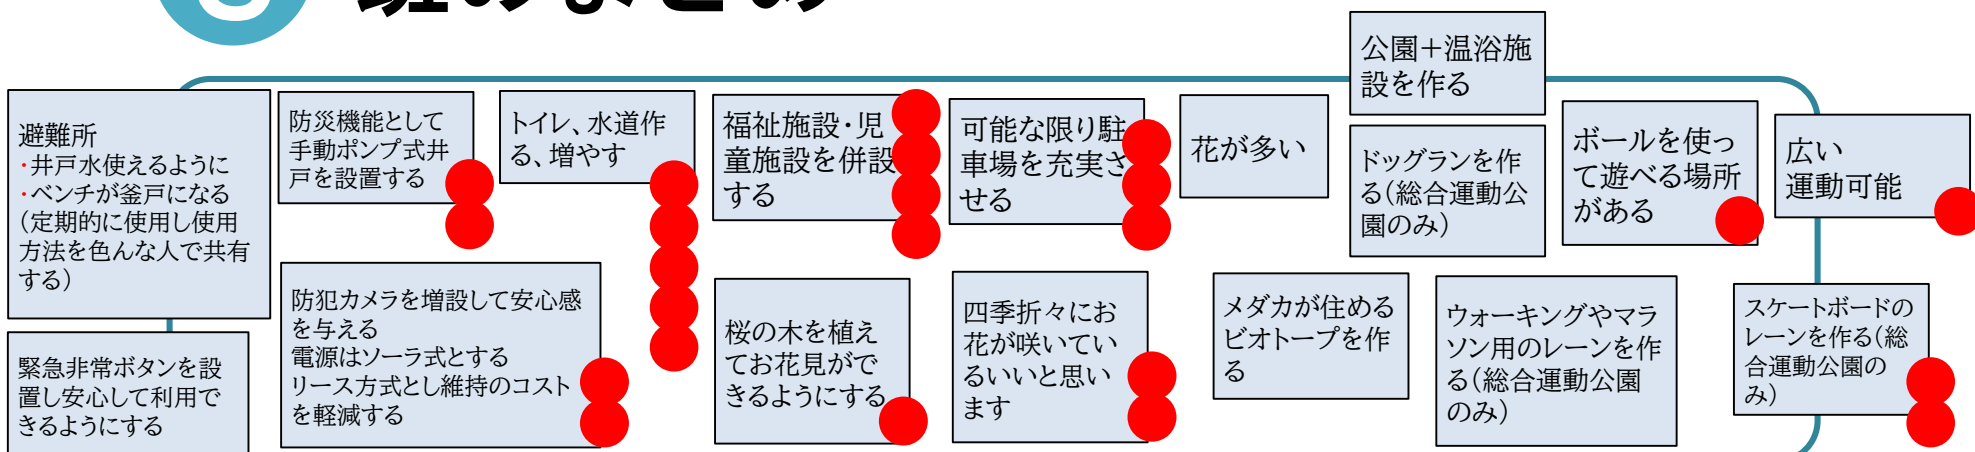 班のまとめ
公園＋温浴施
設を作る
避難所
・井戸水使えるように
・ベンチが釜戸になる
（定期的に使用し使用
方法を色んな人で共有
する）
防災機能として
手動ポンプ式井
戸を設置する
トイレ、水道作
る、増やす
福祉施設・児
童施設を併設
する
可能な限り駐
車場を充実さ
せる
花が多い
ドッグランを作
る（総合運動公
園のみ）
ボールを使っ
て遊べる場所
がある
広い
運動可能
緊急非常ボタンを設
置し安心して利用で
きるようにする
防犯カメラを増設して安心感
を与える
電源はソーラ式とする
リース方式とし維持のコスト
を軽減する
桜の木を植え
てお花見がで
きるようにする
四季折々にお
花が咲いてい
るいいと思い
ます
メダカが住める
ビオトープを作
る
ウォーキングやマラ
ソン用のレーンを作
る（総合運動公園
のみ）
スケートボードの
レーンを作る（総
合運動公園の
み）